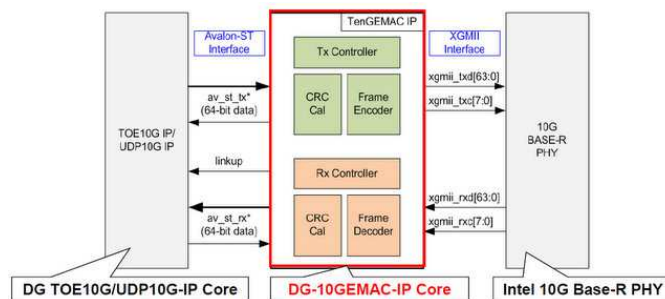 TenGEMAC IP
Avalon-ST
Interface
XGMII
Interface
Tx Controller
av_st_tx*
(64-bit data)
CRC
Cal
Frame
Encoder
xgmii_txd[63:0]
xgmii_txc[7:0]
TOE10G IP/
UDP10G IP
10G
BASE-R
PHY
linkup
Rx Controller
av_st_rx*
(64-bit data)
CRC
Cal
Frame
Decoder
xgmii_rxd[63:0]
xgmii_rxc[7:0]
DG TOE10G/UDP10G-IP Core
DG-10GEMAC-IP Core
Intel 10G Base-R PHY